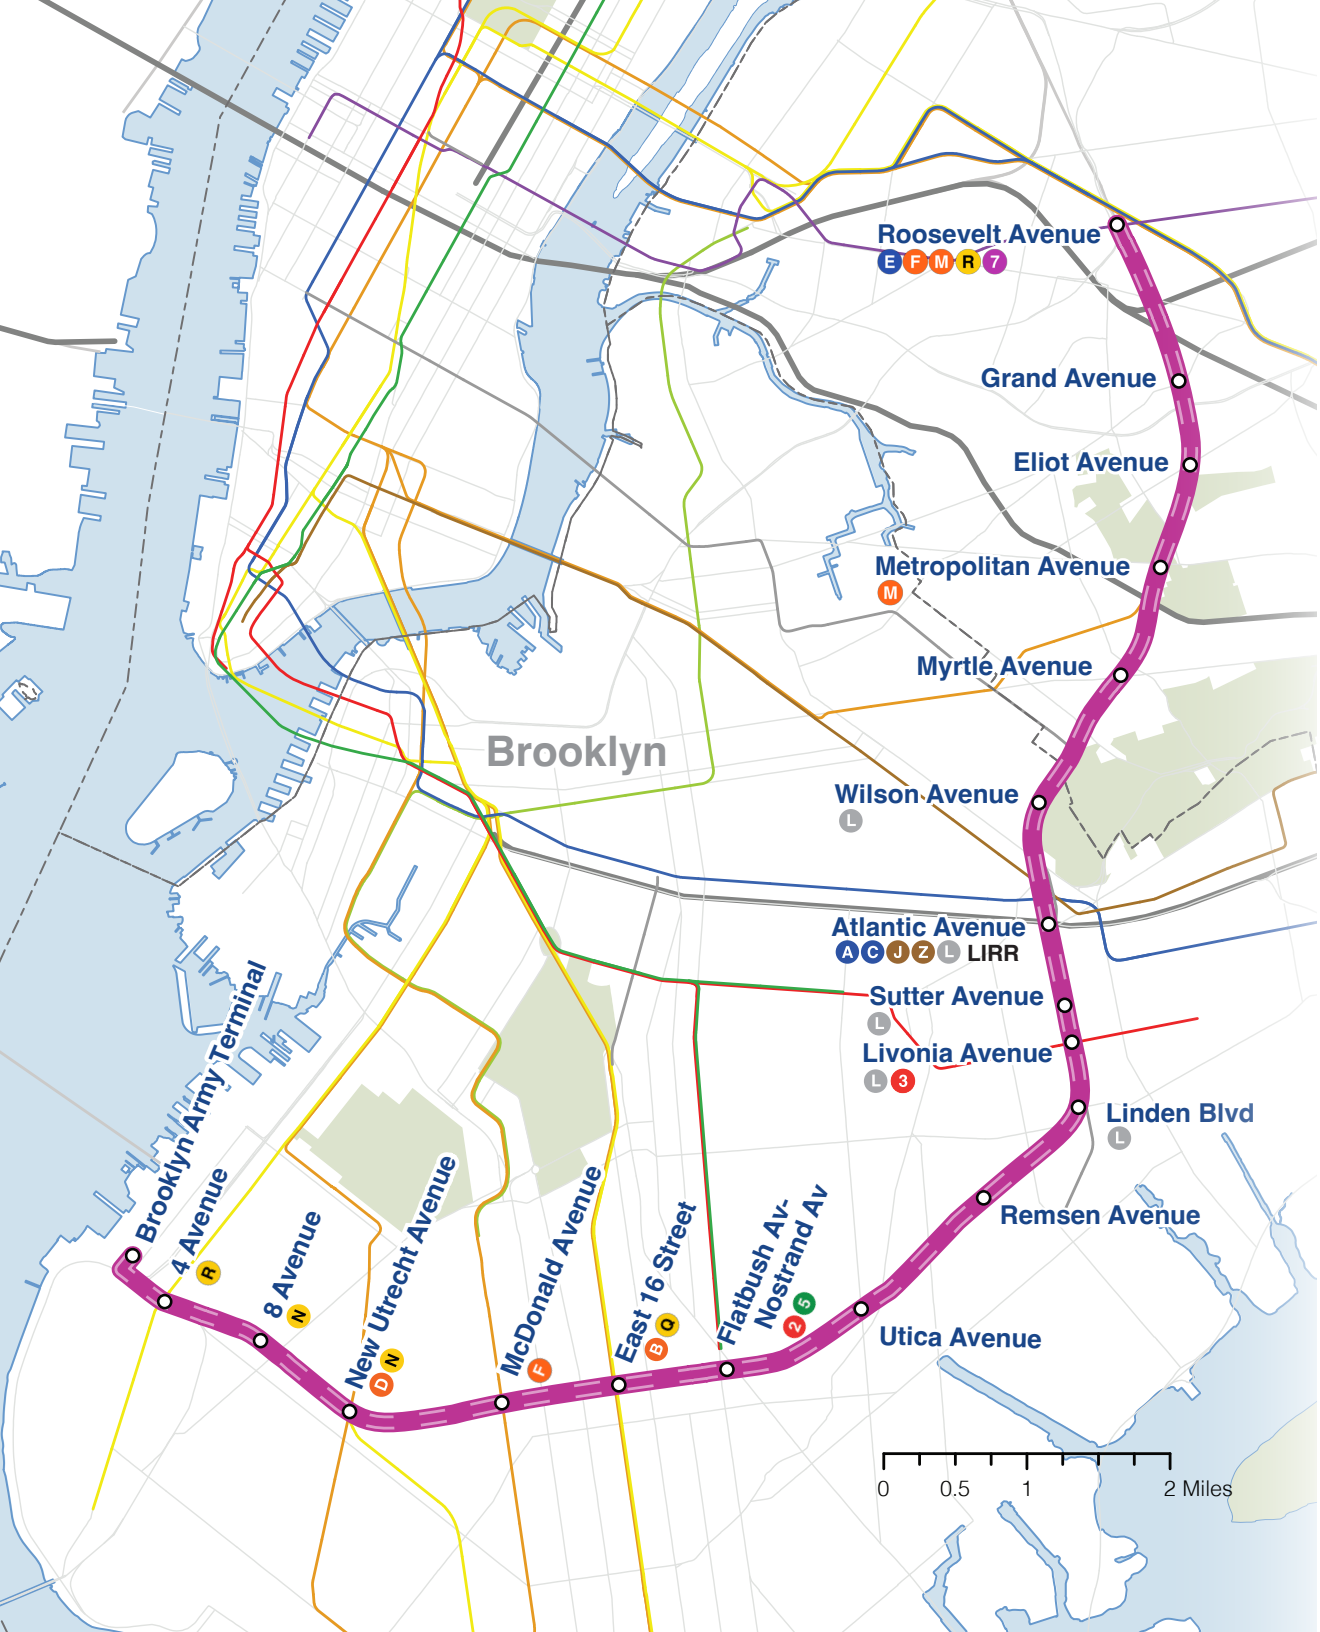 Roosevelt Avenue
E F M R 7
Grand Avenue
Eliot Avenue
Metropolitan Avenue
M
Myrtle Avenue
Brooklyn
Wilson Avenue
L
Atlantic Avenue
A C J Z L LIRR
Sutter Avenue
L
Livonia Avenue
L 3
Linden Blvd
L
Remsen Avenue
Utica Avenue
Flatbush Av-
Nostrand Av
2 5
East 16 Street
B Q
McDonald Avenue
F
New Utrecht Avenue
D N
8 Avenue
N
4 Avenue
R
Brooklyn Army Terminal
0 0.5 1 2 Miles